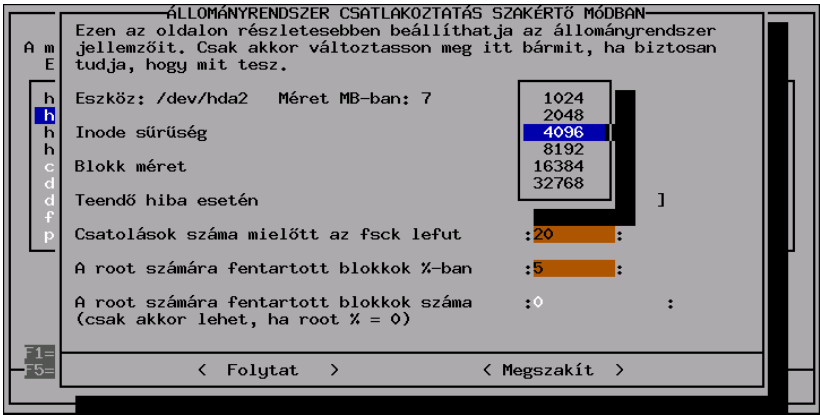 ÁLLOMÁNYRENDSZER CSATLAKOZTATÁS SZAKÉRTŐ MÓDBAN
Ezen az oldalon részletesebben beállíthatja az állományrendszer
jellemzőit. Csak akkor változtasson meg itt bármit, ha biztosan
tudja, hogy mit tesz.
A m
E
Eszköz: /dev/hda2 Méret MB-ban: 7
1024
2048
Inode sűrűség
4096
8192
Blokk méret
16384
32768
Teendő hiba esetén ]
Csatolások száma mielőtt az fsck lefut :20 :
A root számára fentartott blokkok %-ban :5 :
A root számára fentartott blokkok száma :0 :
(csak akkor lehet, ha root % = 0)
h
h
h
h
c
d
d
f
p
F1=
F5=
< Folytat > < Megszakít >